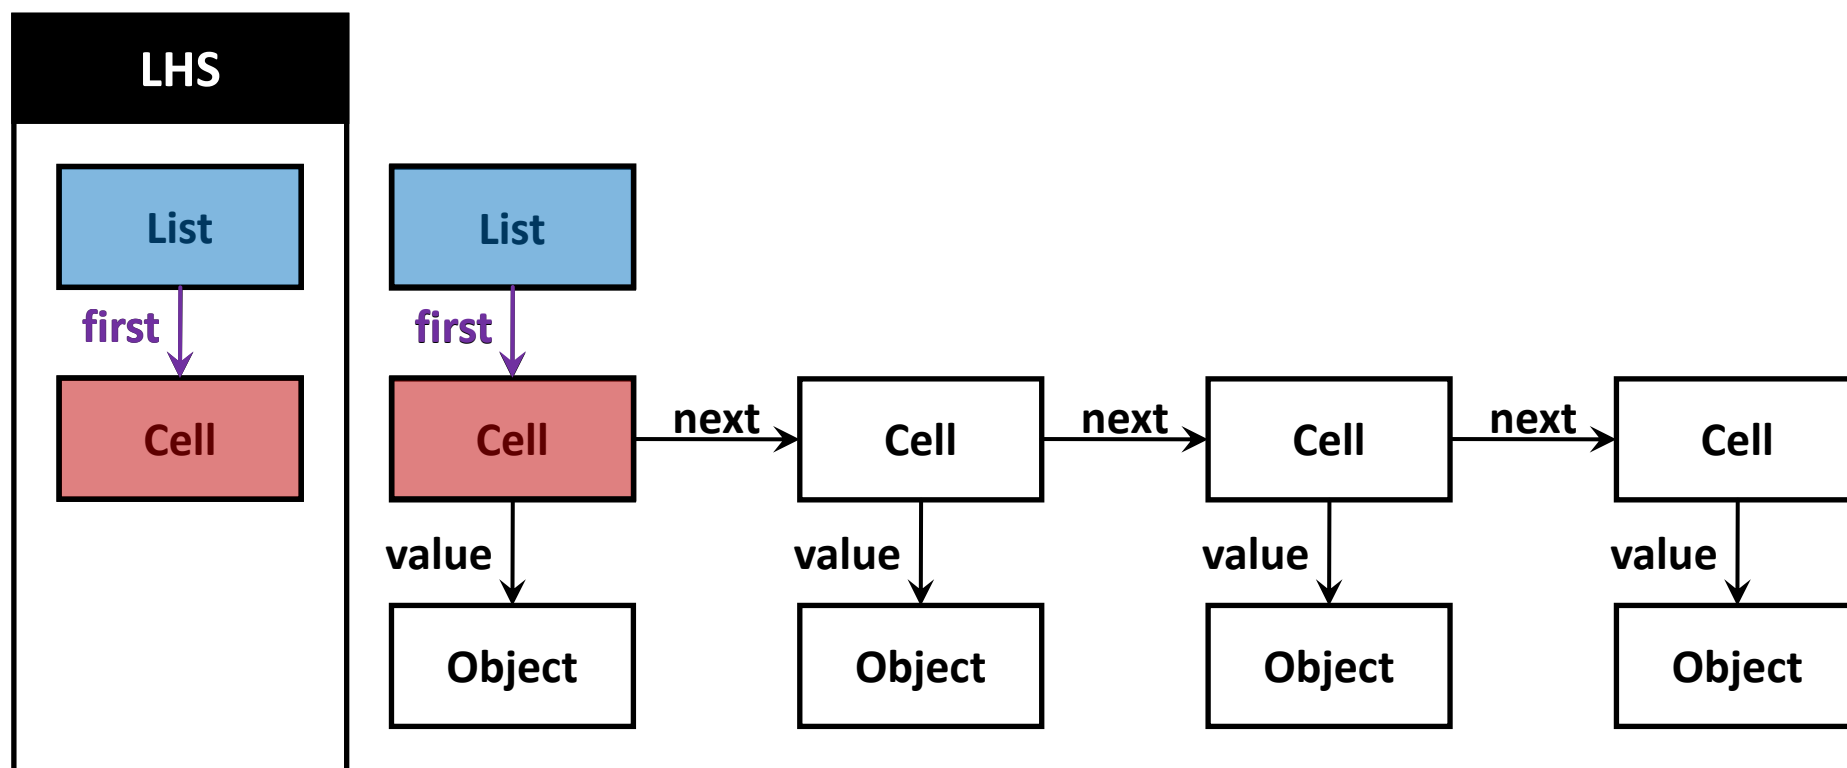 LHS
List
List
first
first
Cell
Cell
next
Cell
next
Cell
next
Cell
value
value
value
value
Object
Object
Object
Object